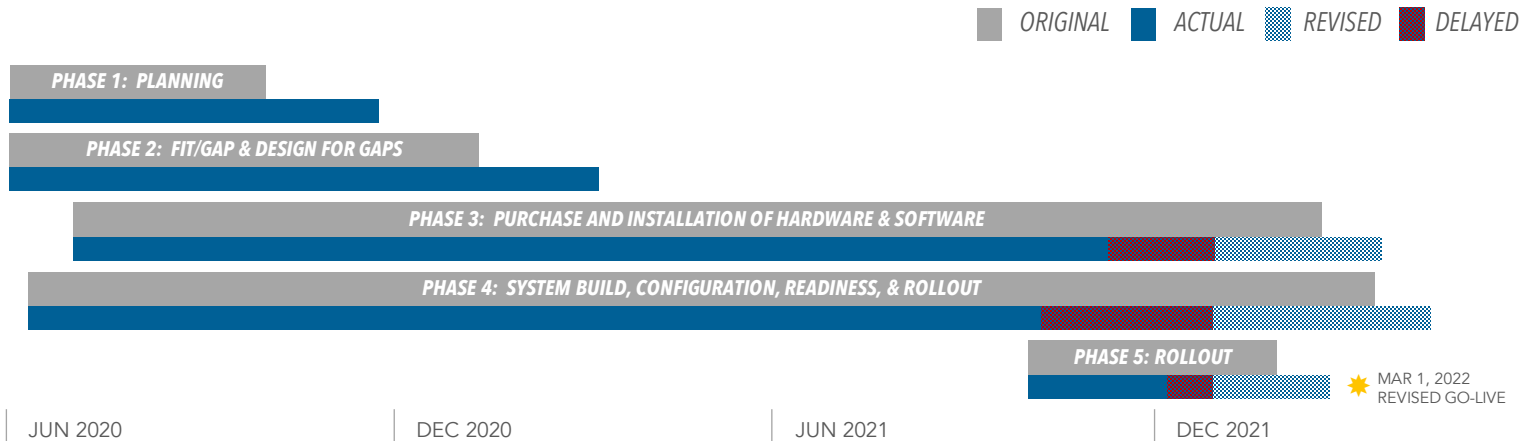 ORIGINAL ACTUAL REVISED DELAYED
PHASE 1: PLANNING
PHASE 2: FIT/GAP & DESIGN FOR GAPS
PHASE 3: PURCHASE AND INSTALLATION OF HARDWARE & SOFTWARE
PHASE 4: SYSTEM BUILD, CONFIGURATION, READINESS, & ROLLOUT
PHASE 5: ROLLOUT
MAR 1, 2022
REVISED GO-LIVE
JUN 2020 DEC 2020 JUN 2021 DEC 2021